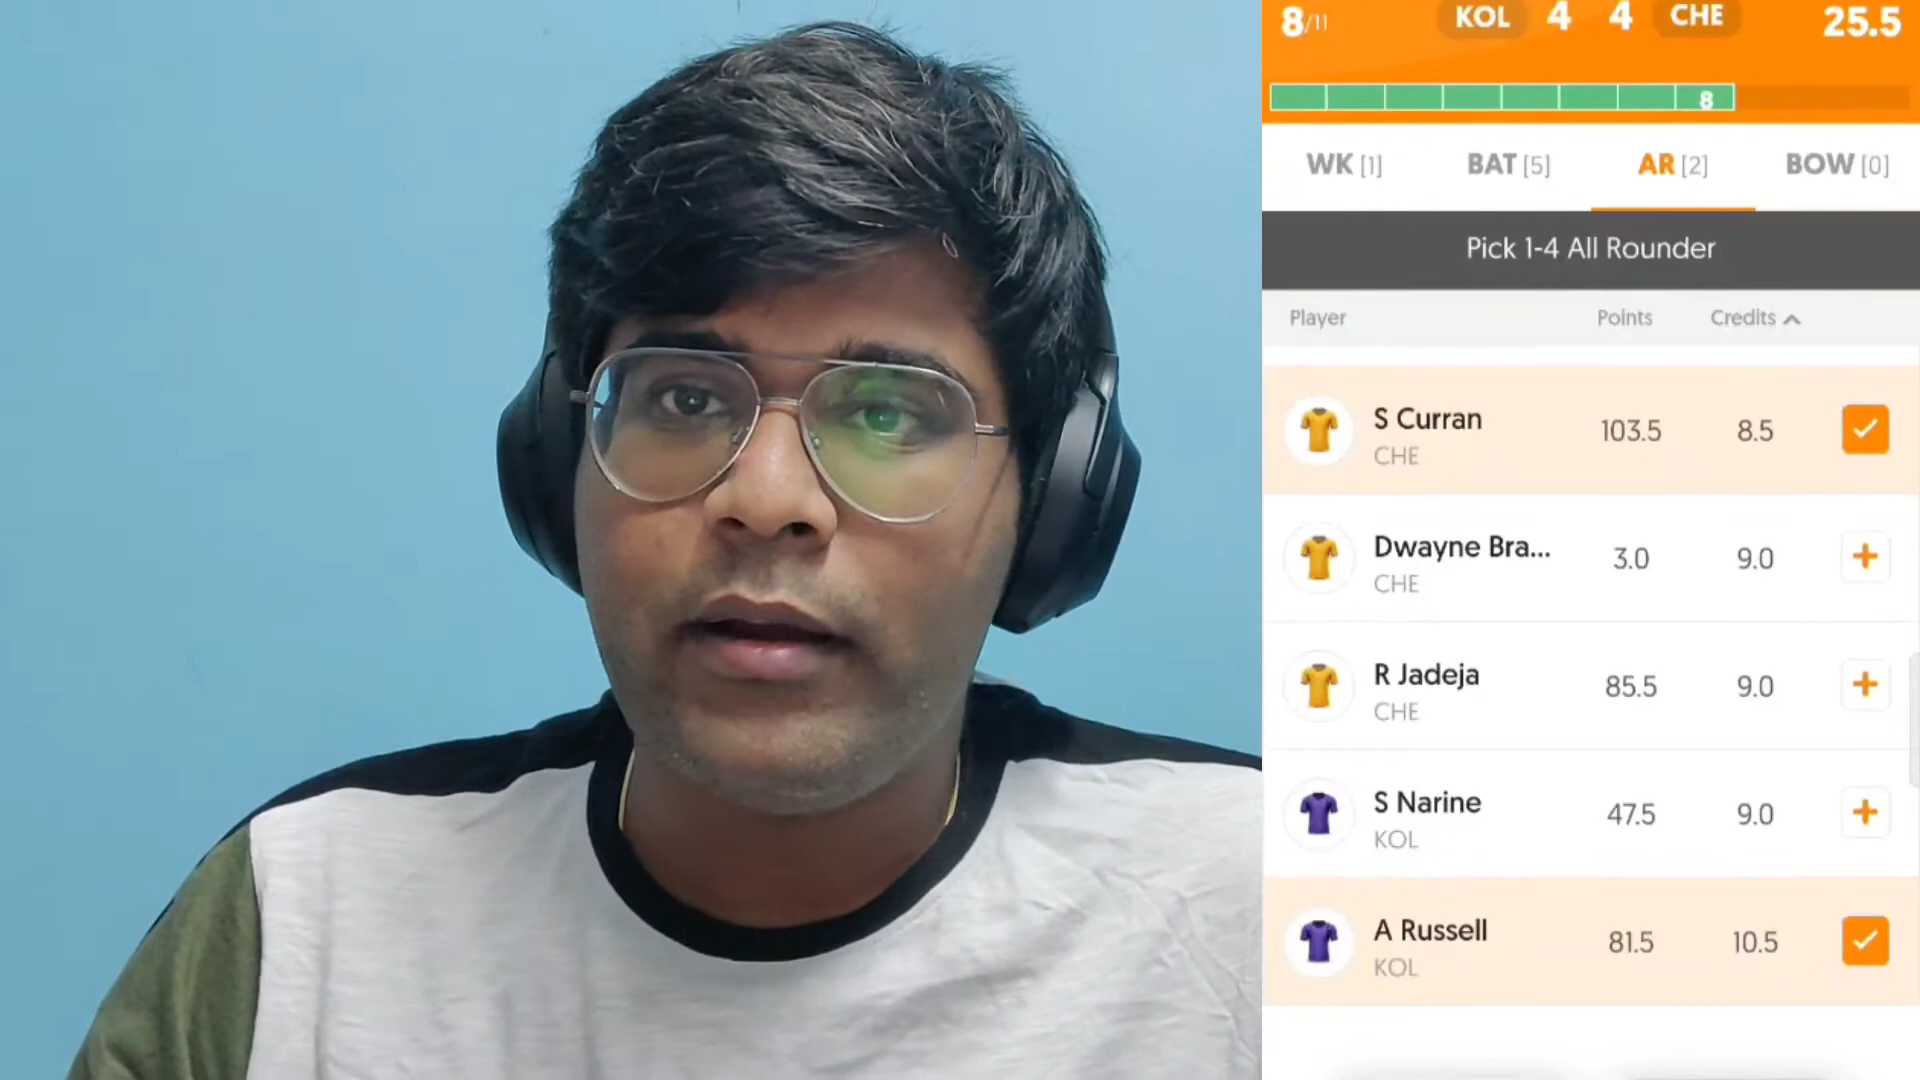 8/11 KOL 4 4 CHE 25.5
8
WK [1] BAT [5] AR [2] BOW [0]
Pick 1-4 All Rounder
Player Points Credits
S Curran 103.5 8.5
CHE
Dwayne Bra... 3.0 9.0
CHE
R Jadeja 85.5 9.0
CHE
S Narine 47.5 9.0
KOL
A Russell 81.5 10.5
KOL